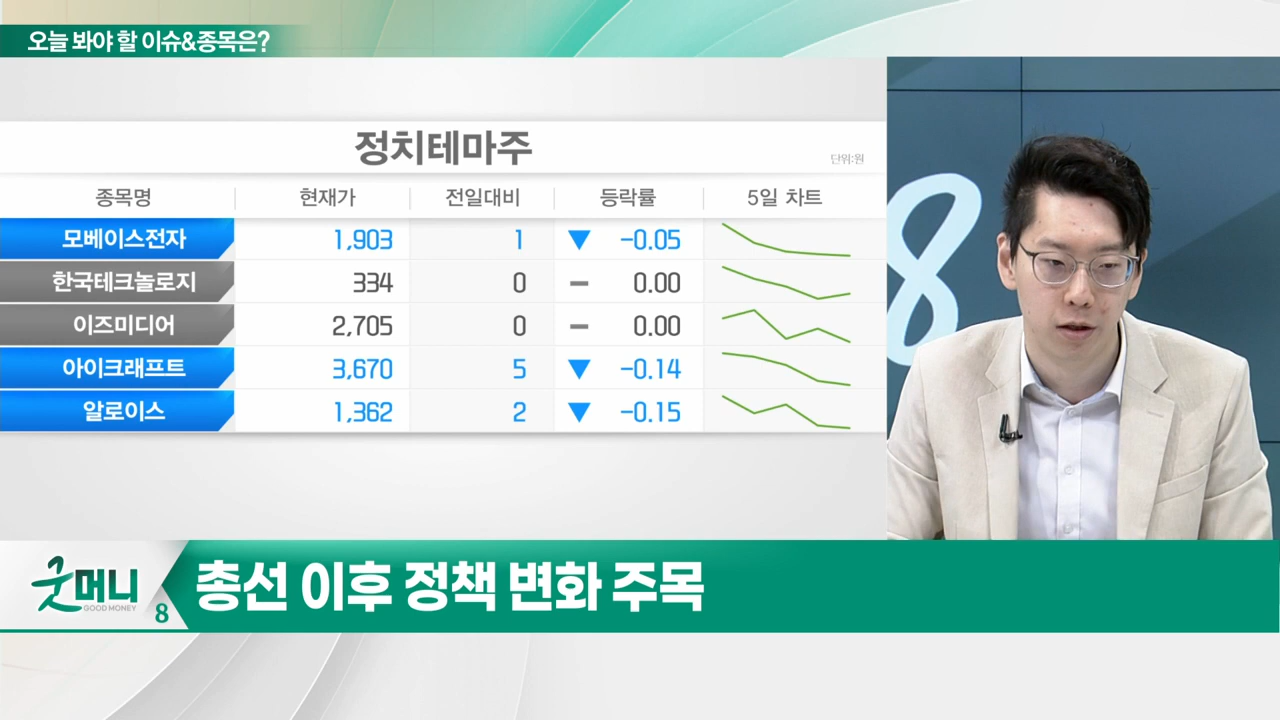 오늘 봐야 할 이슈&종목은?
정치테마주
단위:원
종목명 현재가 전일대비 등락률 5일 차트
모베이스전자 1,903 1 ▼ -0.05
한국테크놀로지 334 0 - 0.00
이즈미디어 2,705 0 - 0.00
아이크래프트 3,670 5 ▼ -0.14
알로이스 1,362 2 ▼ -0.15
8
굿머니 8
GOOD MONEY
총선 이후 정책 변화 주목